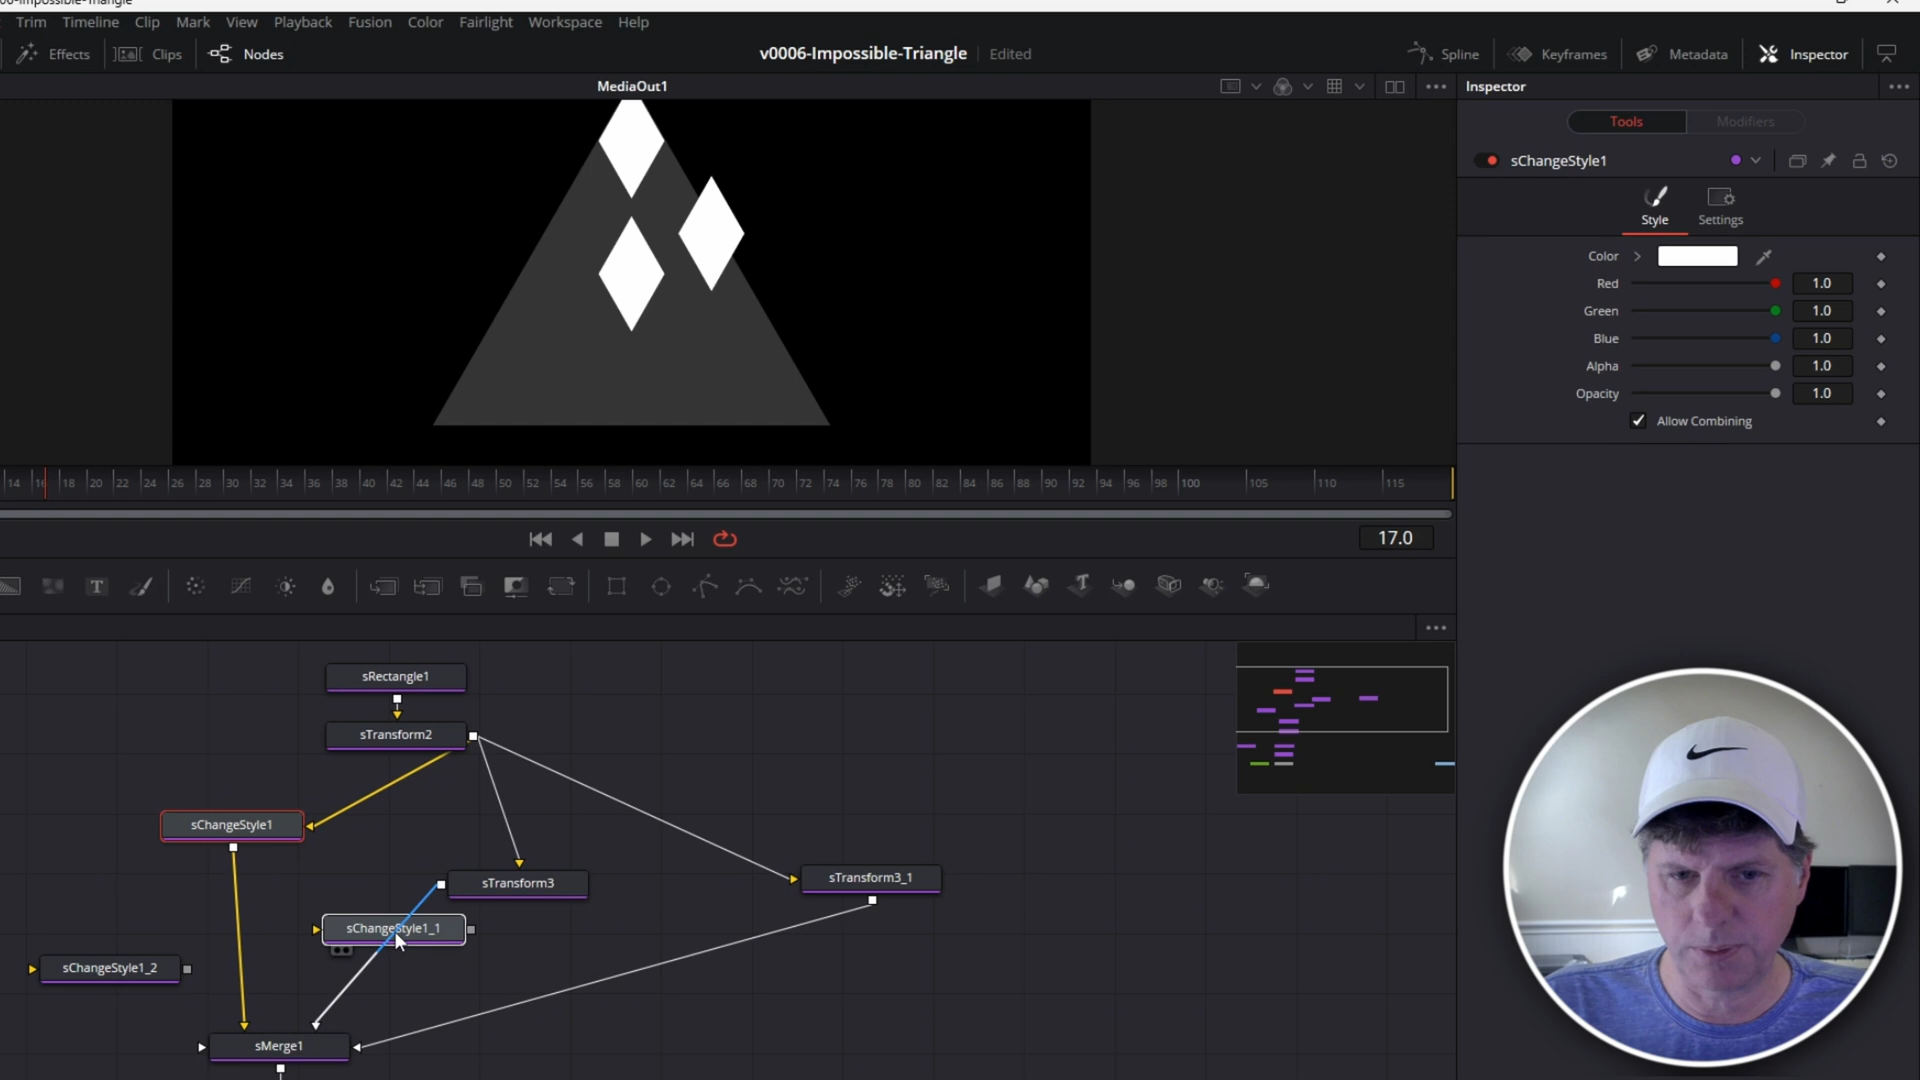 v0006-Impossible-Triangle
Trim Timeline Clip Mark View Playback Fusion Color Fairlight Workspace Help
Effects Clips Nodes v0006-Impossible-Triangle Edited Spline Keyframes Metadata Inspector
MediaOut1 Inspector
Tools Modifiers
sChangeStyle1
Style Settings
Color
Red 1.0
Green 1.0
Blue 1.0
Alpha 1.0
Opacity 1.0
Allow Combining
14 16 18 20 22 24 26 28 30 32 34 36 38 40 42 44 46 48 50 52 54 56 58 60 62 64 66 68 70 72 74 76 78 80 82 84 86 88 90 92 94 96 98 100 105 110 115
17.0
T
sRectangle1
sTransform2
sChangeStyle1
sTransform3_1
sTransform3
sChangeStyle1_1
sChangeStyle1_2
sMerge1